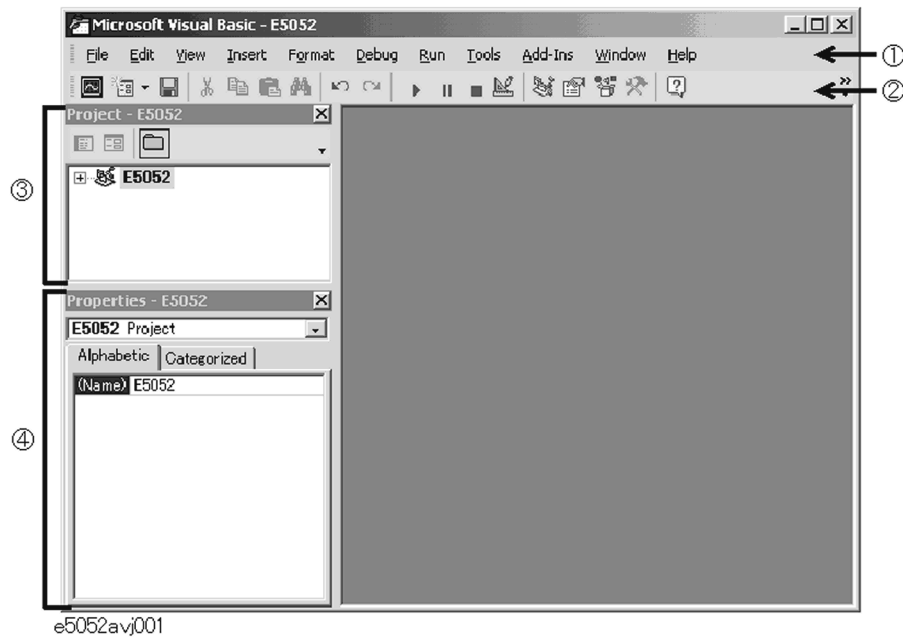 Microsoft Visual Basic - E5052
File Edit View Insert Format Debug Run Tools Add-Ins Window Help
①
②
Project - E5052
③
E5052
Properties - E5052
E5052 Project
Alphabetic Categorized
(Name) E5052
④
e5052avj001